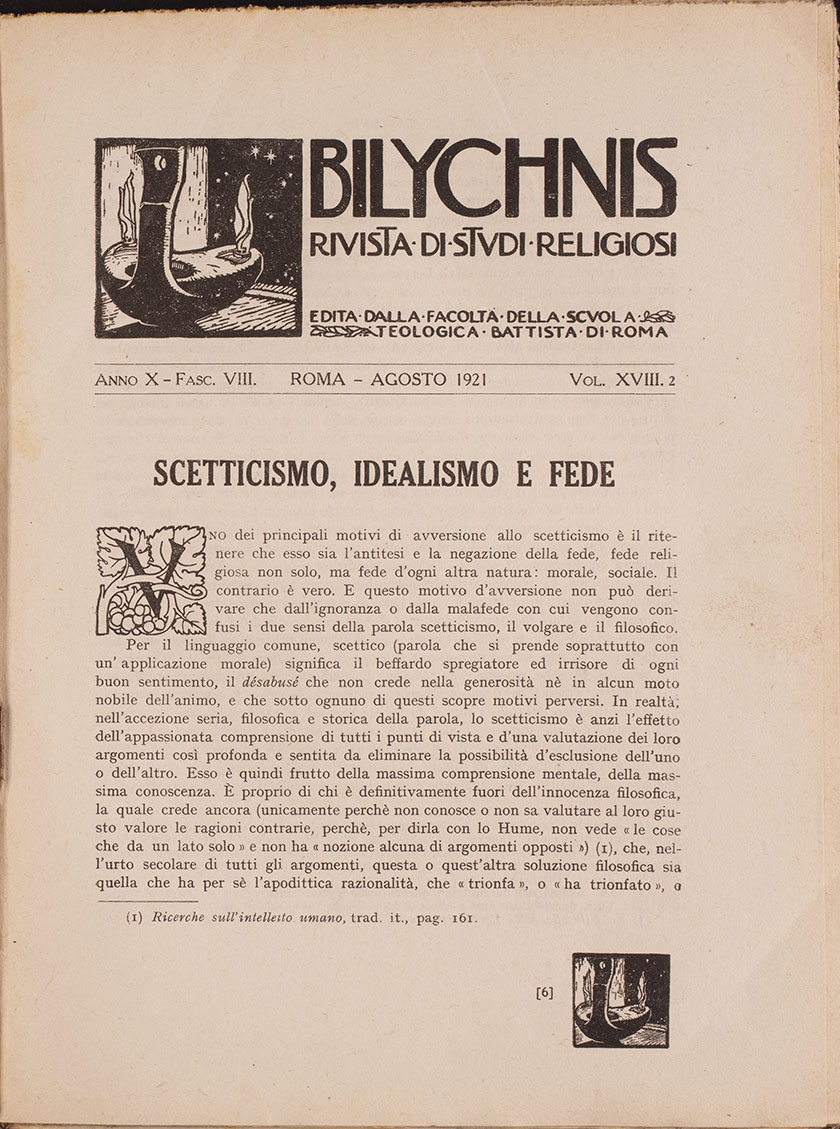 BILYCHNIS
RIVISTA·DI·STVDI·RELIGIOSI
EDITA·DALLA·FACOLTÀ·DELLA·SCVOLA·
TEOLOGICA·BATTISTA·DI·ROMA
ANNO X – FASC. VIII. ROMA – AGOSTO 1921 VOL. XVIII. 2
SCETTICISMO, IDEALISMO E FEDE
VNO dei principali motivi di avversione allo scetticismo è il rite-
nere che esso sia l'antitesi e la negazione della fede, fede reli-
giosa non solo, ma fede d'ogni altra natura: morale, sociale. Il
contrario è vero. E questo motivo d'avversione non può deri-
vare che dall'ignoranza o dalla malafede con cui vengono con-
fusi i due sensi della parola scetticismo, il volgare e il filosofico.
Per il linguaggio comune, scettico (parola che si prende soprattutto con
un' applicazione morale) significa il beffardo spregiatore ed irrisore di ogni
buon sentimento, il désabusé che non crede nella generosità nè in alcun moto
nobile dell'animo, e che sotto ognuno di questi scopre motivi perversi. In realtà,
nell'accezione seria, filosofica e storica della parola, lo scetticismo è anzi l'effetto
dell'appassionata comprensione di tutti i punti di vista e d'una valutazione dei loro
argomenti così profonda e sentita da eliminare la possibilità d'esclusione dell'uno
o dell'altro. Esso è quindi frutto della massima comprensione mentale, della mas-
sima conoscenza. È proprio di chi è definitivamente fuori dell'innocenza filosofica,
la quale crede ancora (unicamente perchè non conosce o non sa valutare al loro giu-
sto valore le ragioni contrarie, perchè, per dirla con lo Hume, non vede « le cose
che da un lato solo » e non ha « nozione alcuna di argomenti opposti ») (1), che, nel-
l'urto secolare di tutti gli argomenti, questa o quest'altra soluzione filosofica sia
quella che ha per sè l'apodittica razionalità, che « trionfa », o « ha trionfato », o
(1) Ricerche sull'intelletto umano, trad. it., pag. 161.
[6]